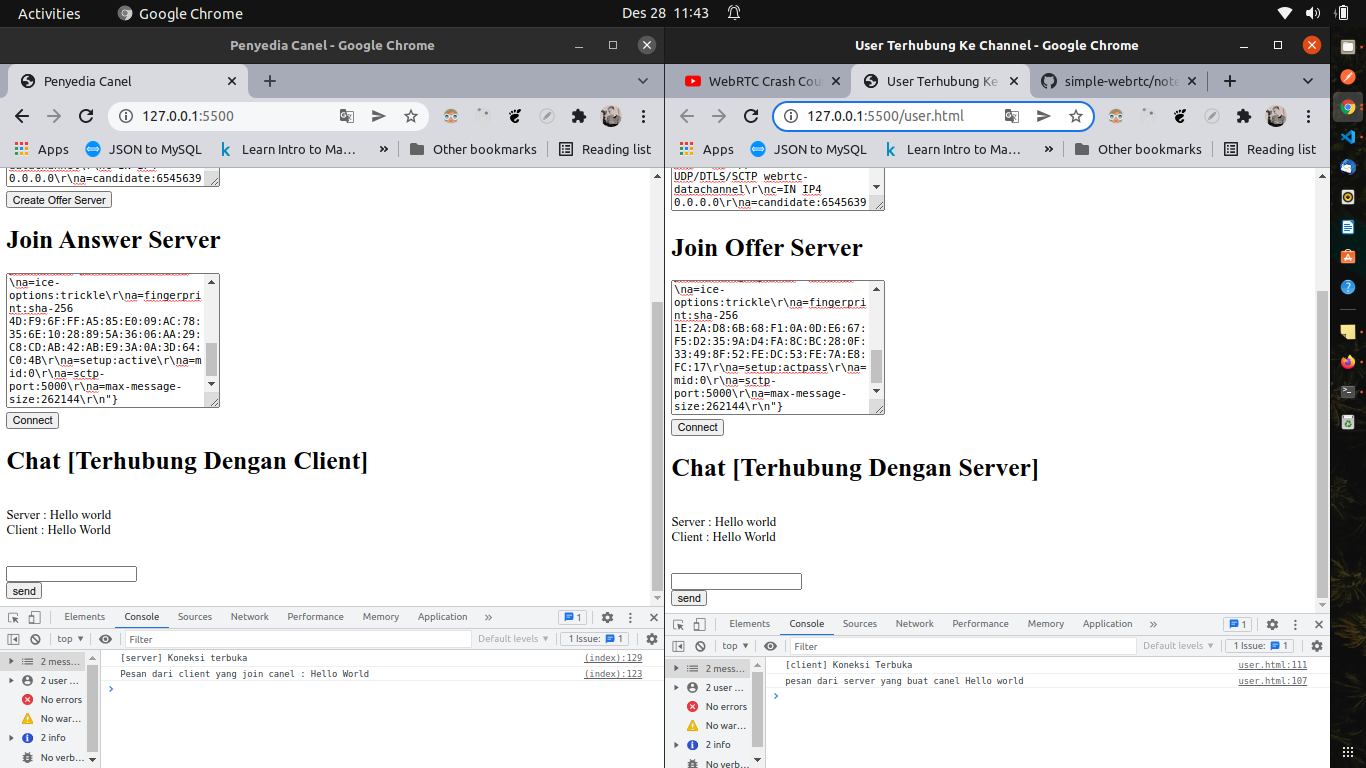 Activities
Google Chrome
Des 28 11:43
Penyedia Canel - Google Chrome
Penyedia Canel
127.0.0.1:5500
Apps
JSON to MySQL
Learn Intro to Ma…
»
Other bookmarks
Reading list
0.0.0.0\r\na=candidate:6545639
Create Offer Server
Join Answer Server
\na=ice-
options:trickle\r\na=fingerpri
nt:sha-256
4D:F9:6F:FF:A5:85:E0:09:AC:78:
35:6E:10:28:89:5A:36:06:AA:29:
C8:CD:AB:42:AB:E9:3A:0A:3D:64:
C0:4B\r\na=setup:active\r\na=m
id:0\r\na=sctp-
port:5000\r\na=max-message-
size:262144\r\n"}
Connect
Chat [Terhubung Dengan Client]
Server : Hello world
Client : Hello World
send
Elements
Console
Sources
Network
Performance
Memory
Application
»
1
top
Filter
Default levels
1 Issue:
1
2 mess…
2 user …
No errors
No war…
2 info
No verb…
[server] Koneksi terbuka
(index):129
Pesan dari client yang join canel : Hello World
(index):123
User Terhubung Ke Channel - Google Chrome
WebRTC Crash Cou
User Terhubung Ke
simple-webrtc/note
127.0.0.1:5500/user.html
Apps
JSON to MySQL
Learn Intro to Ma…
»
Other bookmarks
Reading list
UDP/DTLS/SCTP webrtc-
datachannel\r\nc=IN IP4
0.0.0.0\r\na=candidate:6545639
Join Offer Server
\na=ice-
options:trickle\r\na=fingerpri
nt:sha-256
1E:2A:D8:6B:68:F1:0A:0D:E6:67:
F5:D2:35:9A:D4:FA:8C:BC:28:0F:
33:49:8F:52:FE:DC:53:FE:7A:E8:
FC:17\r\na=setup:actpass\r\na=
mid:0\r\na=sctp-
port:5000\r\na=max-message-
size:262144\r\n"}
Connect
Chat [Terhubung Dengan Server]
Server : Hello world
Client : Hello World
send
Elements
Console
Sources
Network
Performance
Memory
Application
»
1
top
Filter
Default levels
1 Issue:
1
2 mess…
2 user …
No errors
No war…
2 info
No verb…
[client] Koneksi Terbuka
user.html:111
pesan dari server yang buat canel Hello world
user.html:107